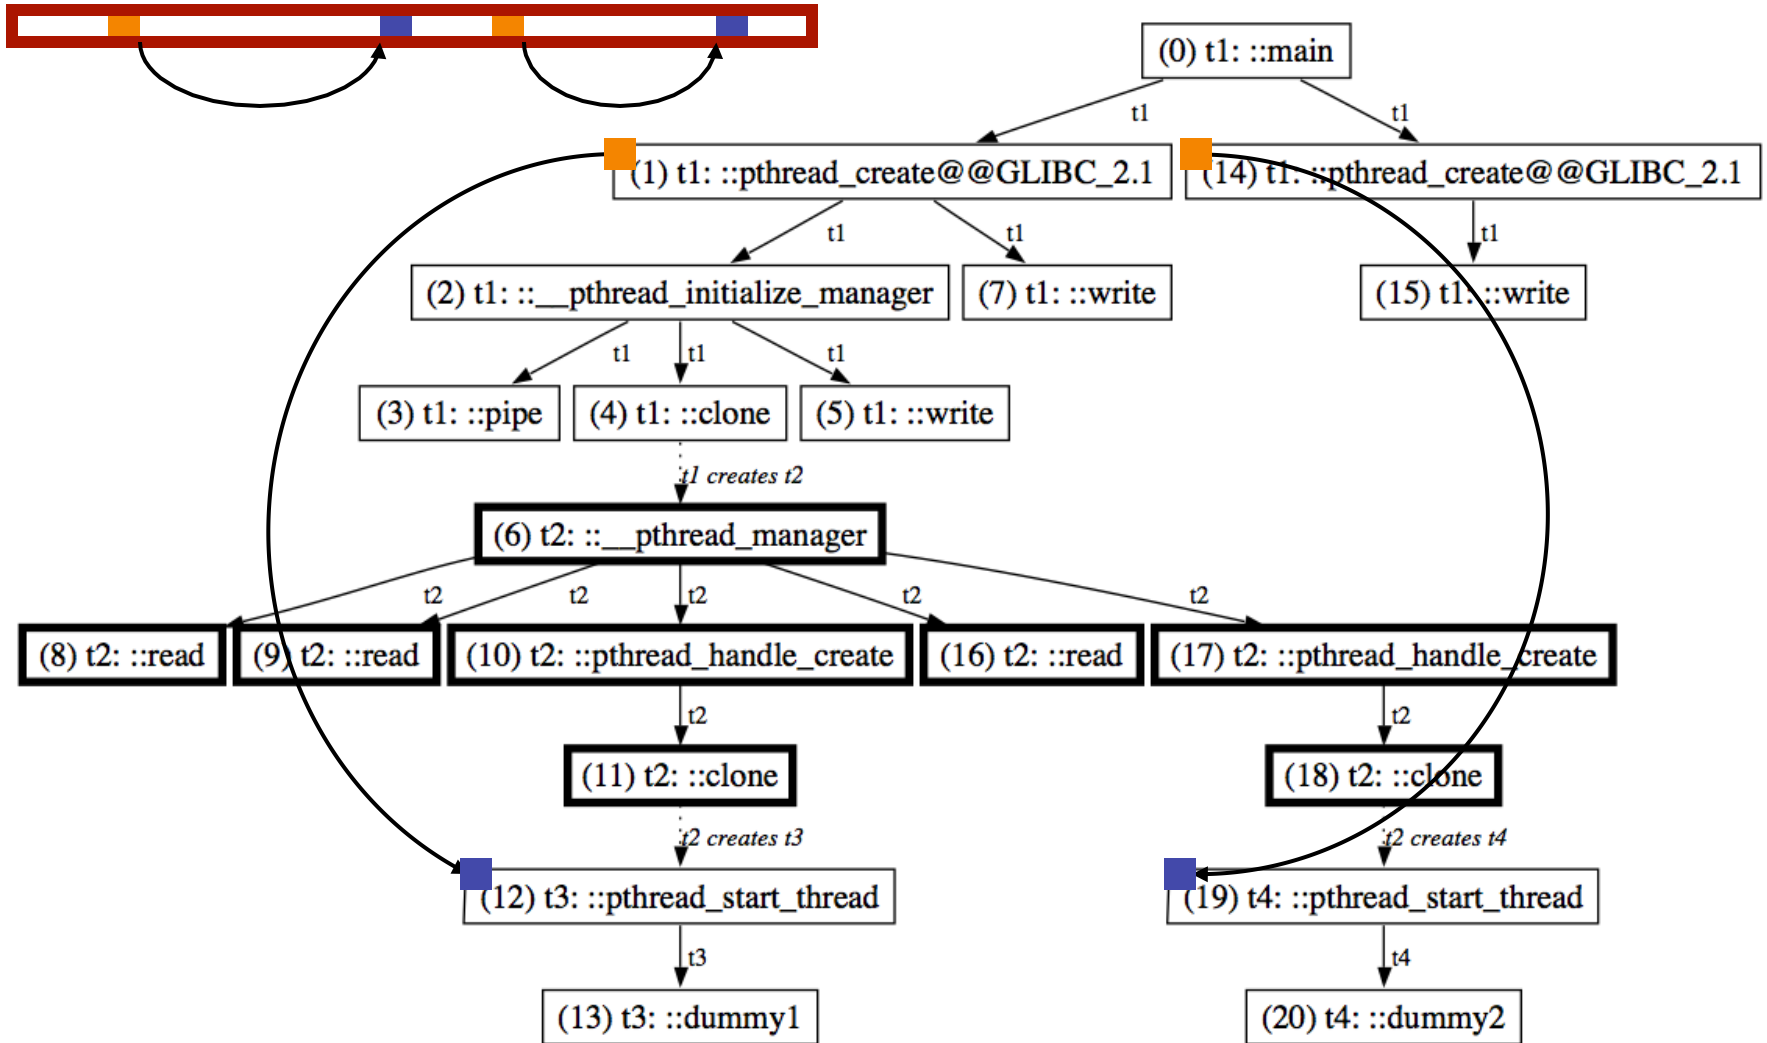 (0) t1: ::main
t1
t1
(1) t1: ::pthread_create@@GLIBC_2.1
(14) t1: ::pthread_create@@GLIBC_2.1
t1
t1
t1
(2) t1: ::__pthread_initialize_manager
(7) t1: ::write
(15) t1: ::write
t1
t1
t1
(3) t1: ::pipe
(4) t1: ::clone
(5) t1: ::write
t1 creates t2
(6) t2: ::__pthread_manager
t2
t2
t2
t2
t2
(8) t2: ::read
(9) t2: ::read
(10) t2: ::pthread_handle_create
(16) t2: ::read
(17) t2: ::pthread_handle_create
t2
t2
(11) t2: ::clone
(18) t2: ::clone
t2 creates t3
t2 creates t4
(12) t3: ::pthread_start_thread
(19) t4: ::pthread_start_thread
t3
t4
(13) t3: ::dummy1
(20) t4: ::dummy2